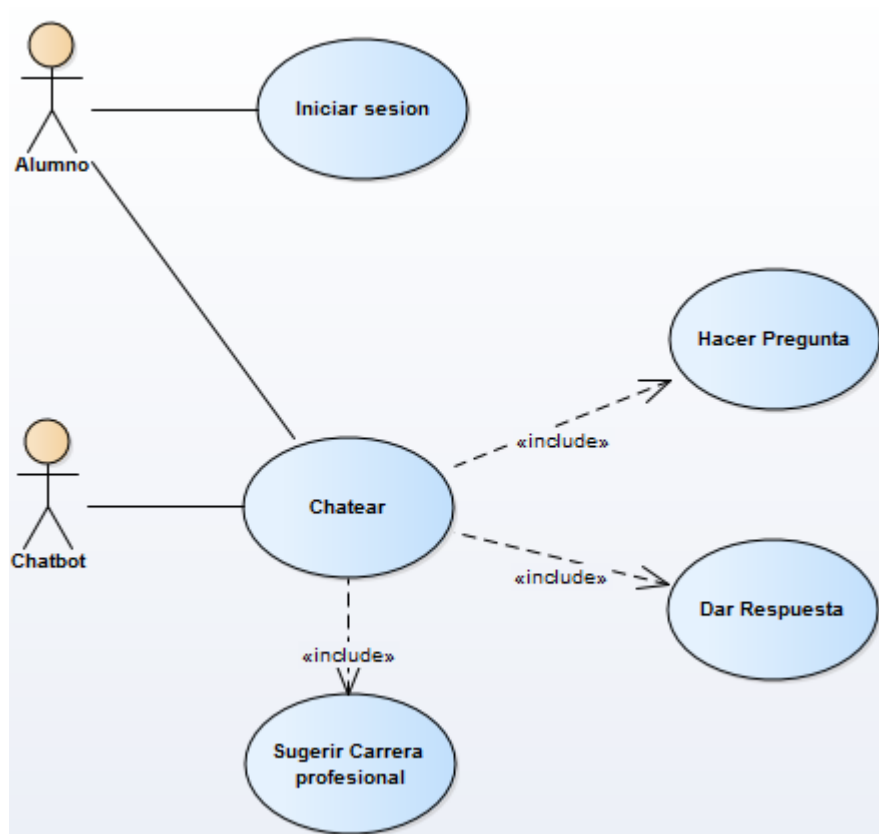 Iniciar sesion
Alumno
Hacer Pregunta
«include»
Chatear
Chatbot
«include»
Dar Respuesta
«include»
Sugerir Carrera
profesional